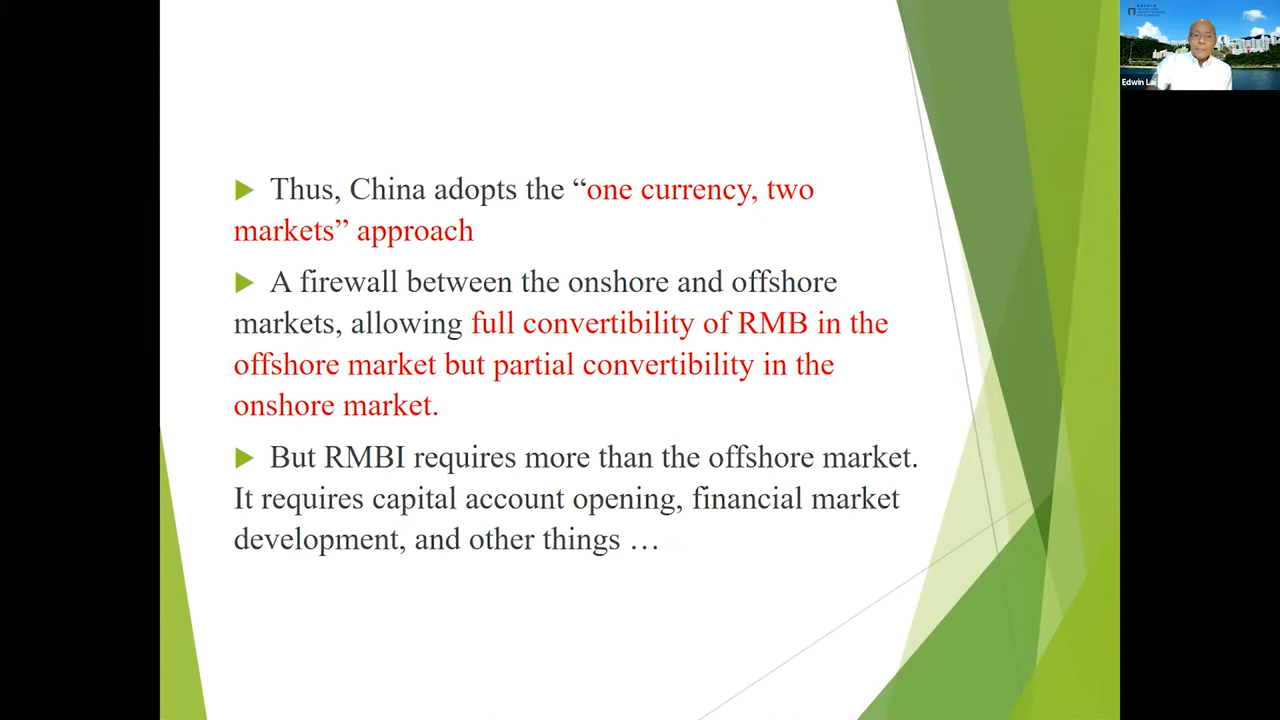 Thus, China adopts the “one currency, two
markets” approach
A firewall between the onshore and offshore
markets, allowing full convertibility of RMB in the
offshore market but partial convertibility in the
onshore market.
But RMBI requires more than the offshore market.
It requires capital account opening, financial market
development, and other things …
Edwin Lai